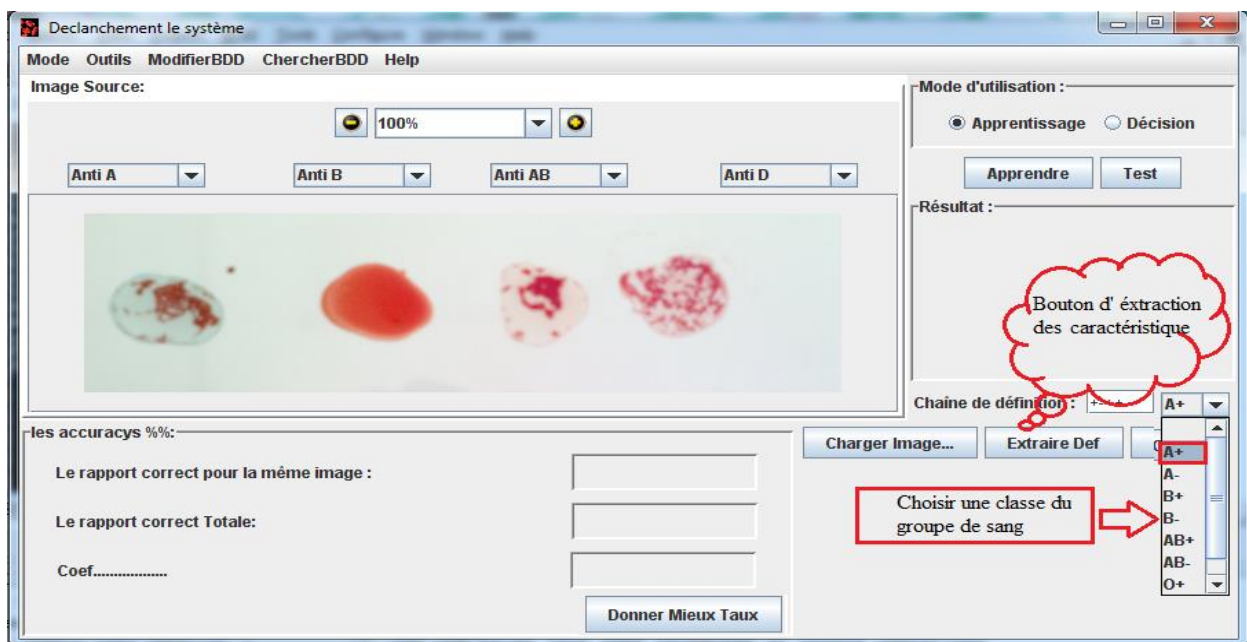 Declanchement le système
Mode Outils ModifierBDD ChercherBDD Help
Image Source:
100%
Anti A Anti B Anti AB Anti D
Mode d'utilisation :
Apprentissage Décision
Apprendre Test
Résultat :
Bouton d' éxtraction
des caractéristique
Chaîne de définition : +-++ A+
Charger Image... Extraire Def
A+
A-
B+
B-
AB+
AB-
O+
Choisir une classe du
groupe de sang
les accuracys %%:
Le rapport correct pour la même image :
Le rapport correct Totale:
Coef..................
Donner Mieux Taux